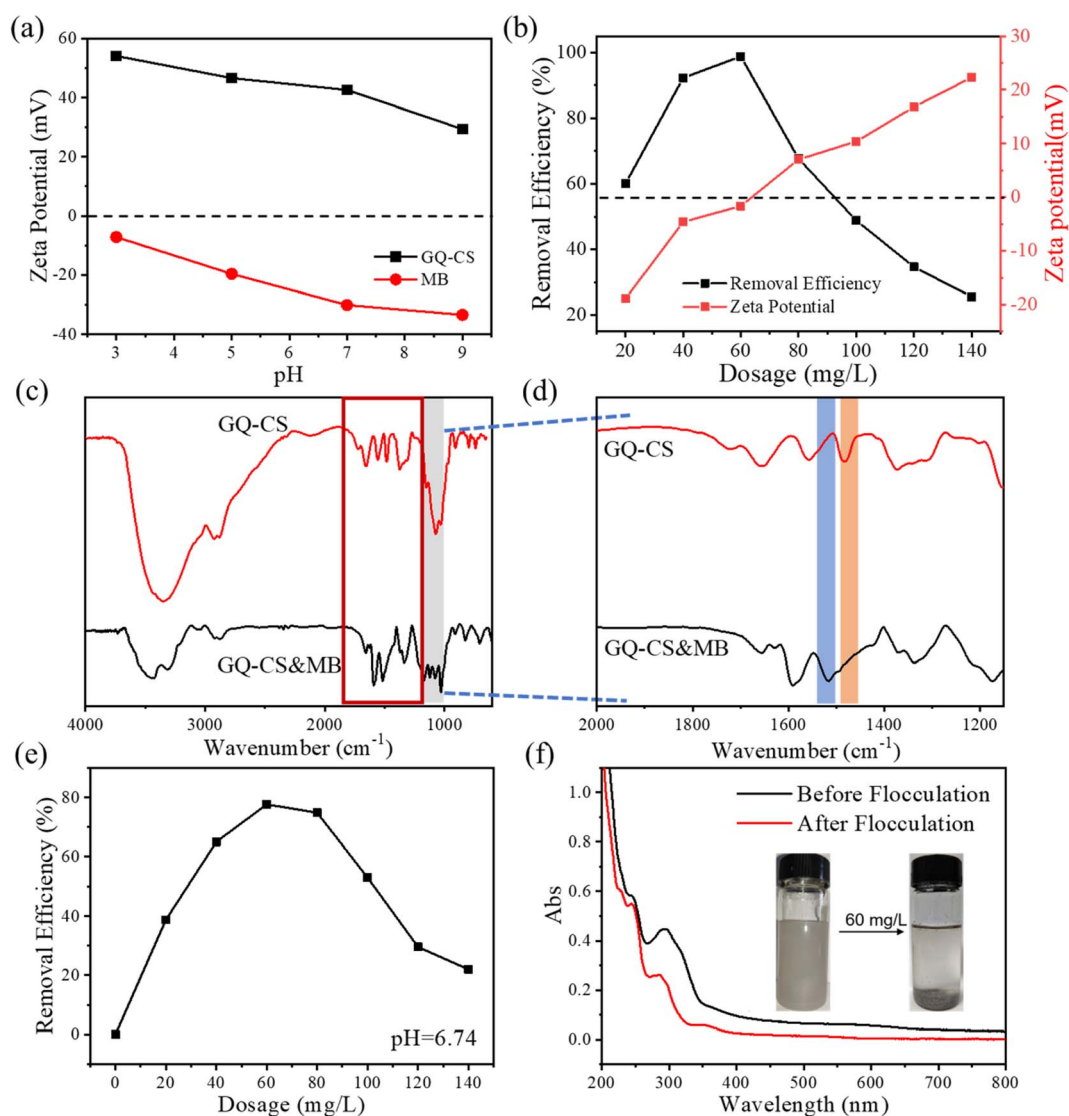 (a)
60
40
20
0
-20
-40
Zeta Potential (mV)
GQ-CS
MB
3 4 5 6 7 8 9
pH
(b)
100
80
60
40
20
Removal Efficiency (%)
30
20
10
0
-10
-20
Zeta potential(mV)
Removal Efficiency
Zeta Potential
20 40 60 80 100 120 140
Dosage (mg/L)
(c)
GQ-CS
GQ-CS&MB
4000 3000 2000 1000
Wavenumber (cm⁻¹)
(d)
GQ-CS
GQ-CS&MB
2000 1800 1600 1400 1200
Wavenumber (cm⁻¹)
(e)
80
60
40
20
0
Removal Efficiency (%)
pH=6.74
0 20 40 60 80 100 120 140
Dosage (mg/L)
(f)
1.0
0.8
0.6
0.4
0.2
0.0
Abs
Before Flocculation
After Flocculation
60 mg/L
200 300 400 500 600 700 800
Wavelength (nm)